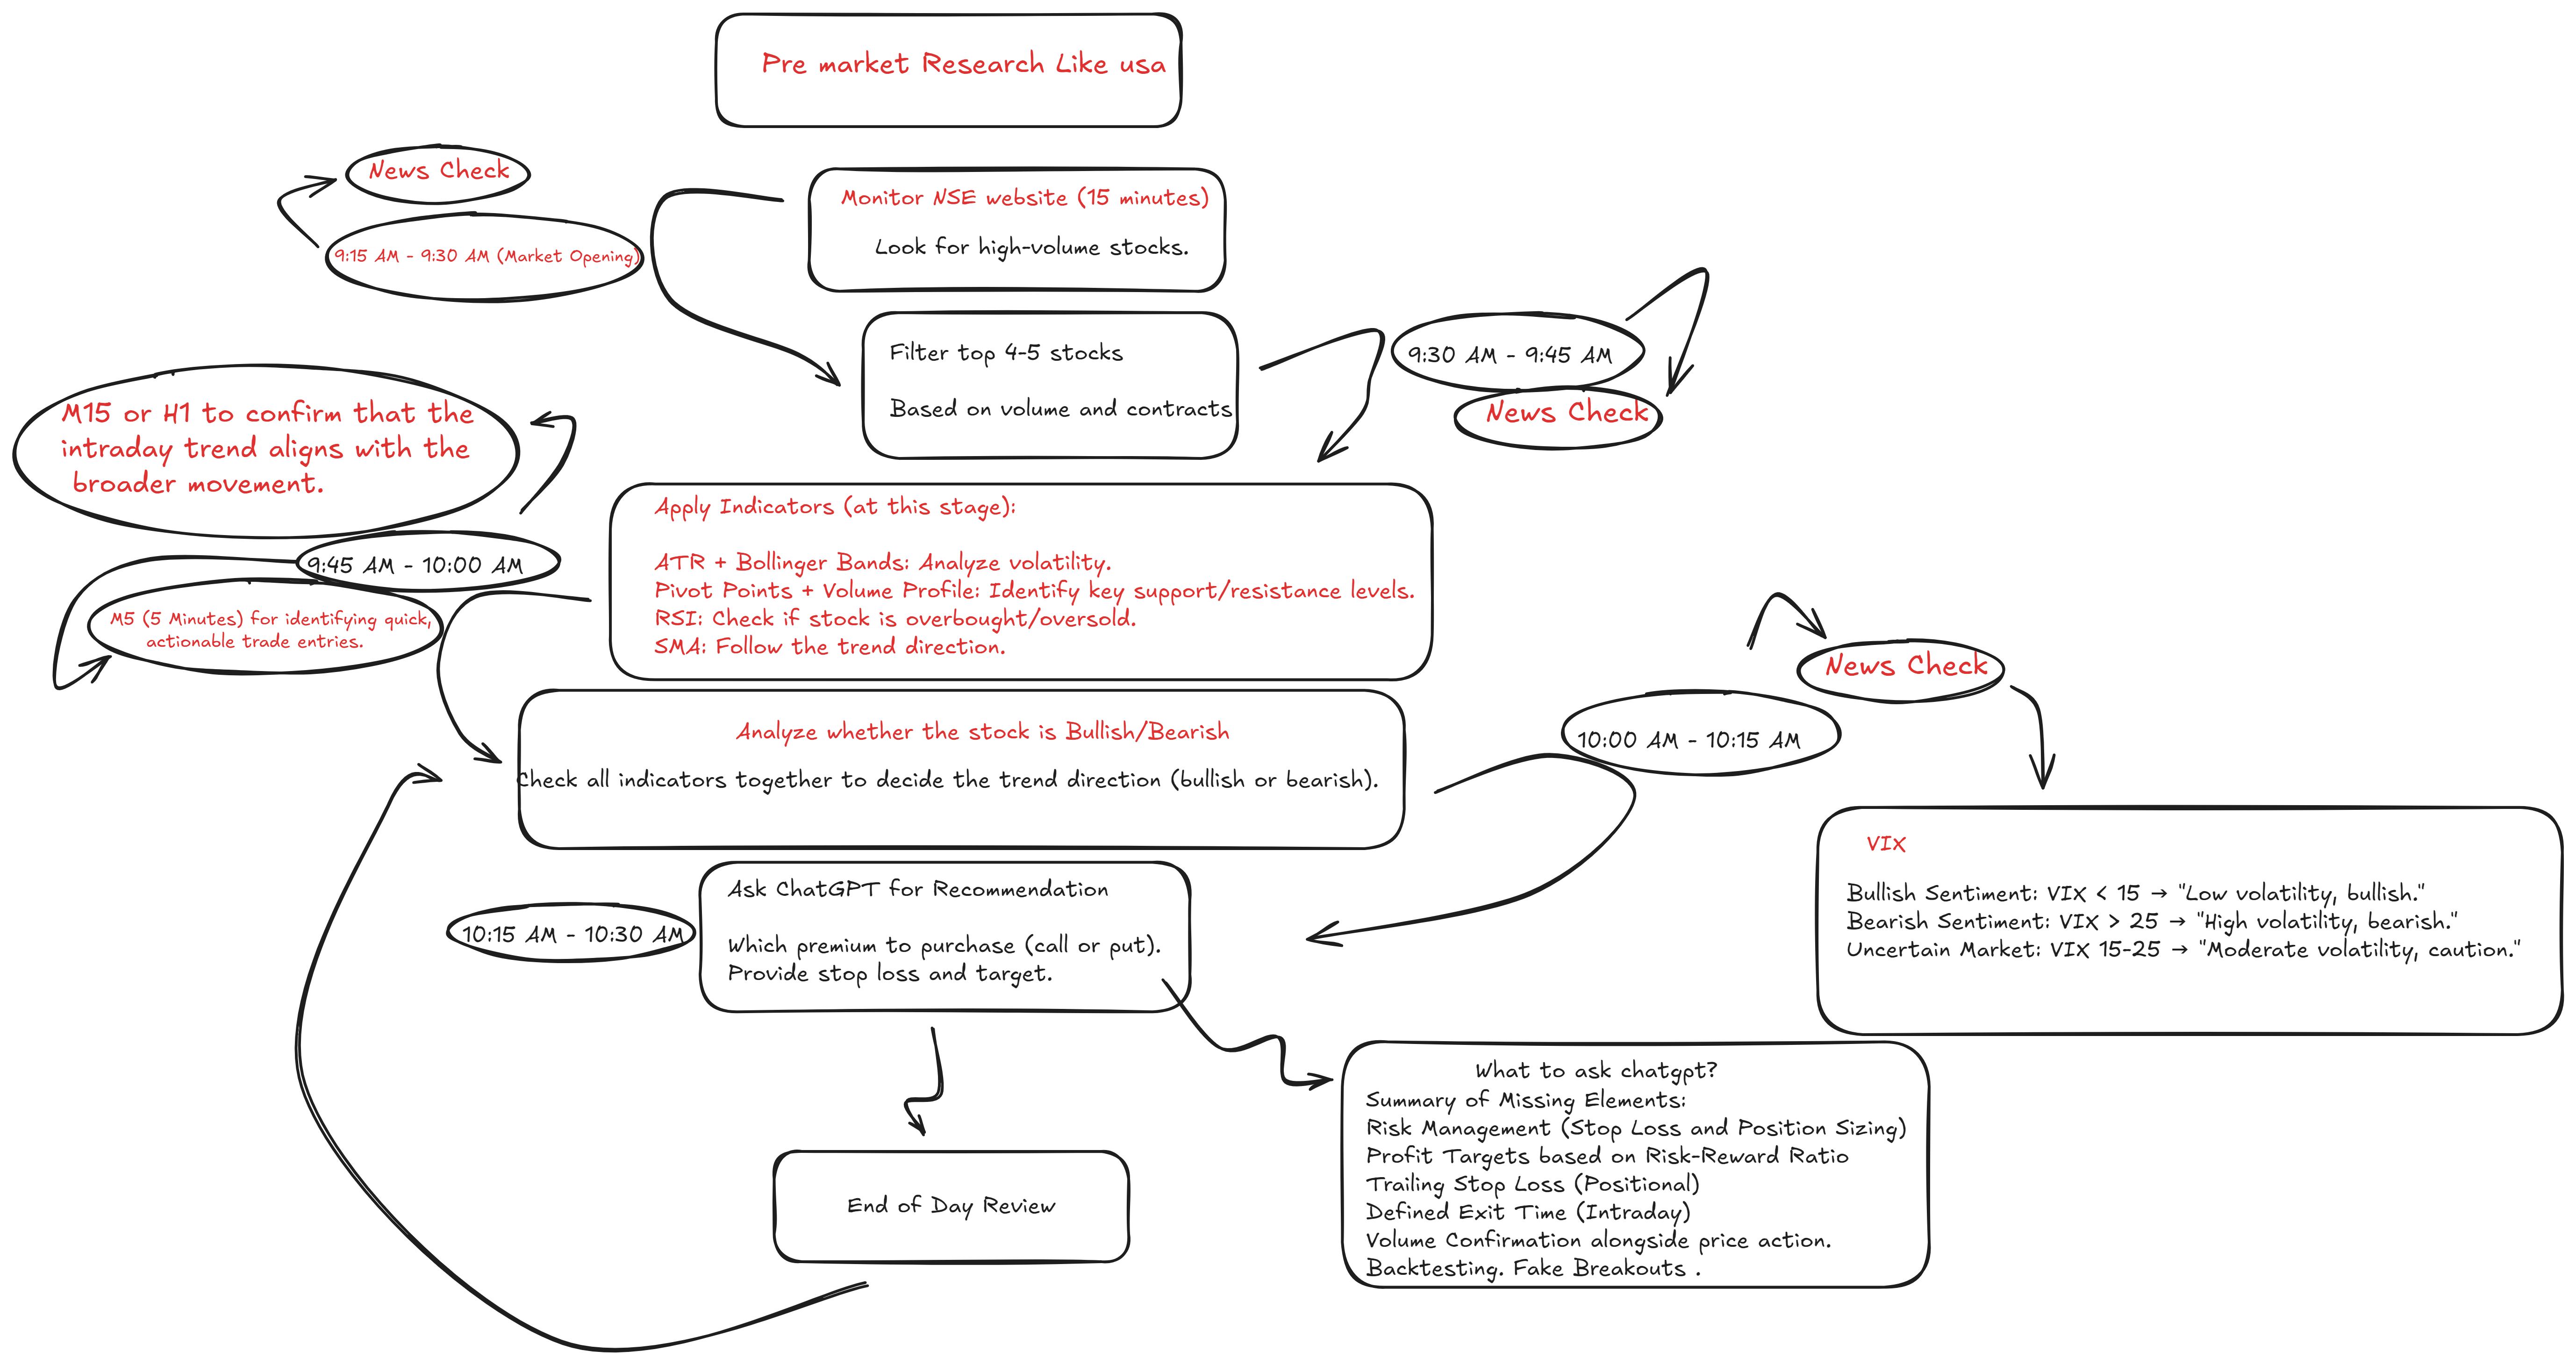 Pre market Research Like usa
News Check
9:15 AM - 9:30 AM (Market Opening)
Monitor NSE website (15 minutes)
Look for high-volume stocks.
Filter top 4-5 stocks
Based on volume and contracts
9:30 AM - 9:45 AM
News Check
M15 or H1 to confirm that the
intraday trend aligns with the
broader movement.
9:45 AM - 10:00 AM
M5 (5 Minutes) for identifying quick,
actionable trade entries.
Apply Indicators (at this stage):
ATR + Bollinger Bands: Analyze volatility.
Pivot Points + Volume Profile: Identify key support/resistance levels.
RSI: Check if stock is overbought/oversold.
SMA: Follow the trend direction.
Analyze whether the stock is Bullish/Bearish
Check all indicators together to decide the trend direction (bullish or bearish).
News Check
10:00 AM - 10:15 AM
VIX
Bullish Sentiment: VIX < 15 → "Low volatility, bullish."
Bearish Sentiment: VIX > 25 → "High volatility, bearish."
Uncertain Market: VIX 15-25 → "Moderate volatility, caution."
10:15 AM - 10:30 AM
Ask ChatGPT for Recommendation
Which premium to purchase (call or put).
Provide stop loss and target.
What to ask chatgpt?
Summary of Missing Elements:
Risk Management (Stop Loss and Position Sizing)
Profit Targets based on Risk-Reward Ratio
Trailing Stop Loss (Positional)
Defined Exit Time (Intraday)
Volume Confirmation alongside price action.
Backtesting. Fake Breakouts .
End of Day Review